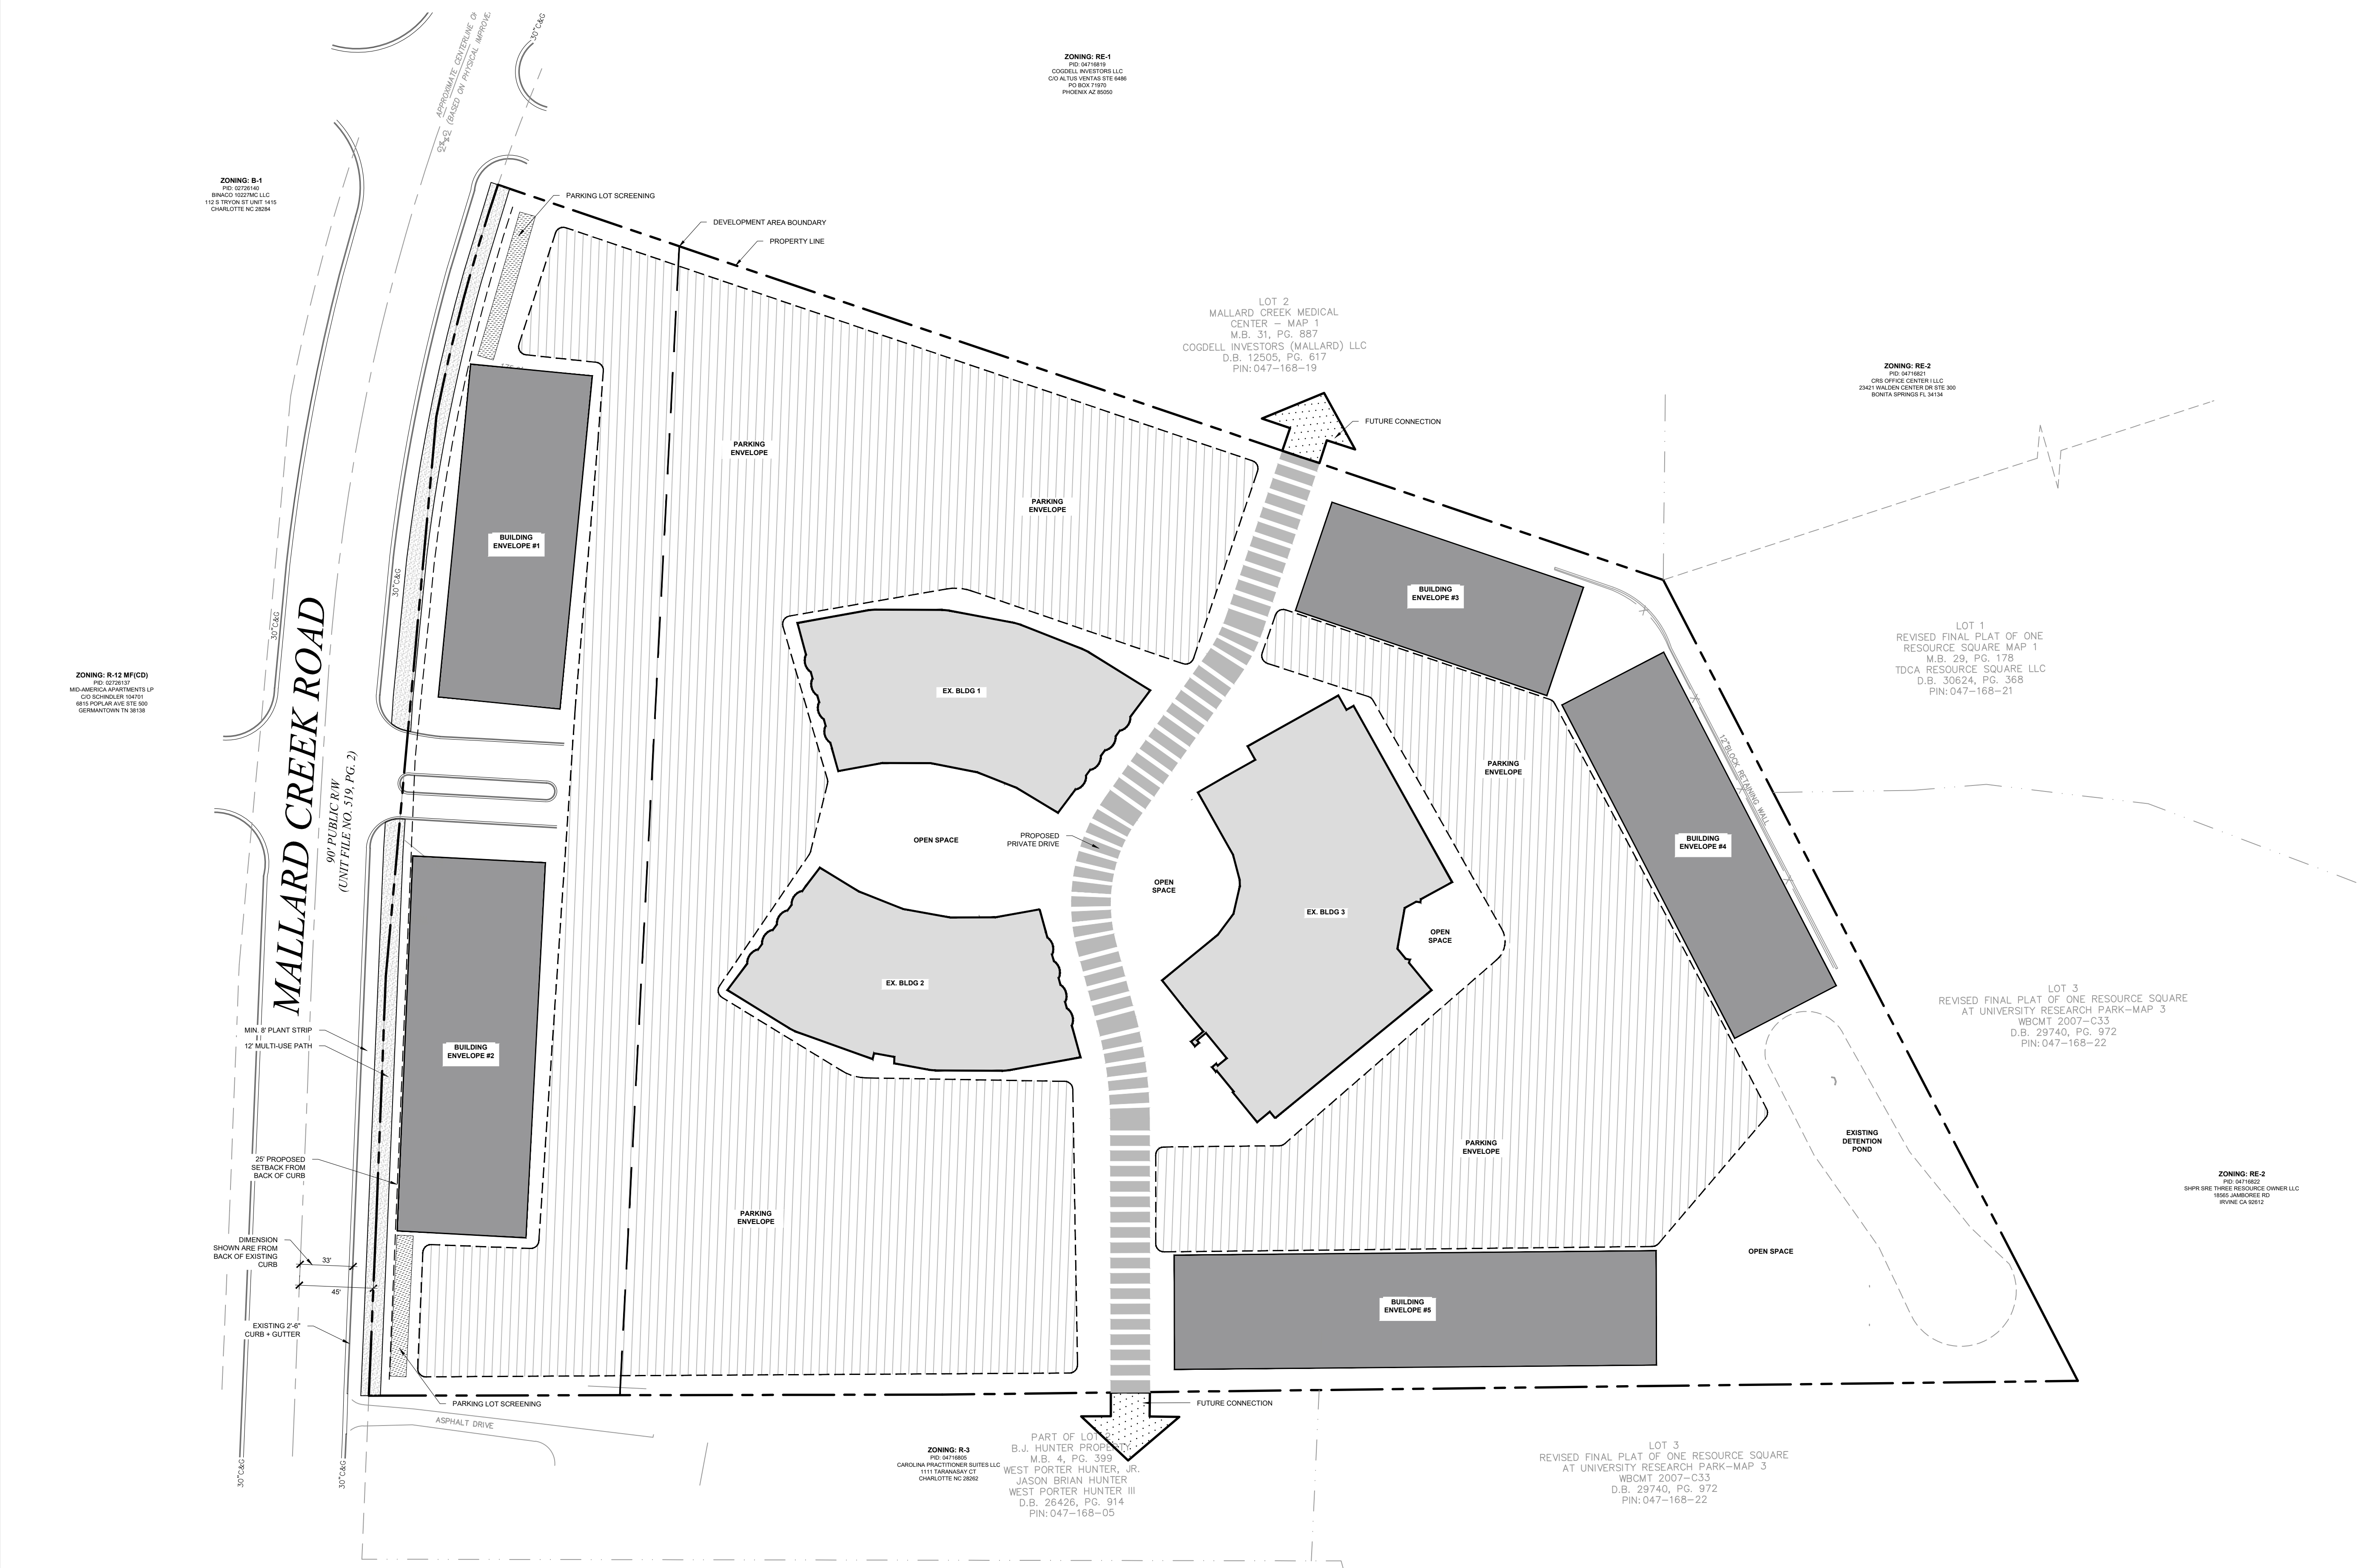 APPROXIMATE CENTERLINE OF
(BASED ON PHYSICAL IMPROVE
30"C&G
ZONING: RE-1
PID: 04716819
COGDELL INVESTORS LLC
C/O ALTUS VENTAS STE 6486
PO BOX 71970
PHOENIX AZ 85050
ZONING: B-1
PID: 02726140
BINACO 10227MC LLC
112 S TRYON ST UNIT 1415
CHARLOTTE NC 28284
PARKING LOT SCREENING
DEVELOPMENT AREA BOUNDARY
PROPERTY LINE
LOT 2
MALLARD CREEK MEDICAL
CENTER – MAP 1
M.B. 31, PG. 887
COGDELL INVESTORS (MALLARD) LLC
D.B. 12505, PG. 617
PIN: 047-168-19
ZONING: RE-2
PID: 04716821
CRS OFFICE CENTER I LLC
23421 WALDEN CENTER DR STE 300
BONITA SPRINGS FL 34134
FUTURE CONNECTION
PARKING
ENVELOPE
PARKING
ENVELOPE
BUILDING
ENVELOPE #1
30"C&G
30"C&G
BUILDING
ENVELOPE #3
LOT 1
REVISED FINAL PLAT OF ONE
RESOURCE SQUARE MAP 1
M.B. 29, PG. 178
TDCA RESOURCE SQUARE LLC
D.B. 30624, PG. 368
PIN: 047-168-21
ZONING: R-12 MF(CD)
PID: 02726137
MID-AMERICA APARTMENTS LP
C/O SCHINDLER 104701
6815 POPLAR AVE STE 500
GERMANTOWN TN 38138
MALLARD CREEK ROAD
90' PUBLIC R/W
(UNIT FILE NO. 519, PG. 2)
EX. BLDG 1
PARKING
ENVELOPE
12"BLOCK RETAINING WALL
OPEN SPACE
PROPOSED
PRIVATE DRIVE
BUILDING
ENVELOPE #4
OPEN
SPACE
EX. BLDG 3
OPEN
SPACE
EX. BLDG 2
LOT 3
REVISED FINAL PLAT OF ONE RESOURCE SQUARE
AT UNIVERSITY RESEARCH PARK-MAP 3
WBCMT 2007-C33
D.B. 29740, PG. 972
PIN: 047-168-22
MIN. 8' PLANT STRIP
12' MULTI-USE PATH
BUILDING
ENVELOPE #2
25' PROPOSED
SETBACK FROM
BACK OF CURB
PARKING
ENVELOPE
EXISTING
DETENTION
POND
ZONING: RE-2
PID: 04716822
SHPR SRE THREE RESOURCE OWNER LLC
18565 JAMBOREE RD
IRVINE CA 92612
PARKING
ENVELOPE
DIMENSION
SHOWN ARE FROM
BACK OF EXISTING
CURB
33'
45'
OPEN SPACE
BUILDING
ENVELOPE #5
EXISTING 2'-6"
CURB + GUTTER
PARKING LOT SCREENING
FUTURE CONNECTION
ASPHALT DRIVE
30"C&G
30"C&G
ZONING: R-3
PID: 04716805
CAROLINA PRACTITIONER SUITES LLC
1111 TARANASAY CT
CHARLOTTE NC 28262
PART OF LOT 2
B.J. HUNTER PROPERTY
M.B. 4, PG. 399
WEST PORTER HUNTER, JR.
JASON BRIAN HUNTER
WEST PORTER HUNTER III
D.B. 26426, PG. 914
PIN: 047-168-05
LOT 3
REVISED FINAL PLAT OF ONE RESOURCE SQUARE
AT UNIVERSITY RESEARCH PARK-MAP 3
WBCMT 2007-C33
D.B. 29740, PG. 972
PIN: 047-168-22